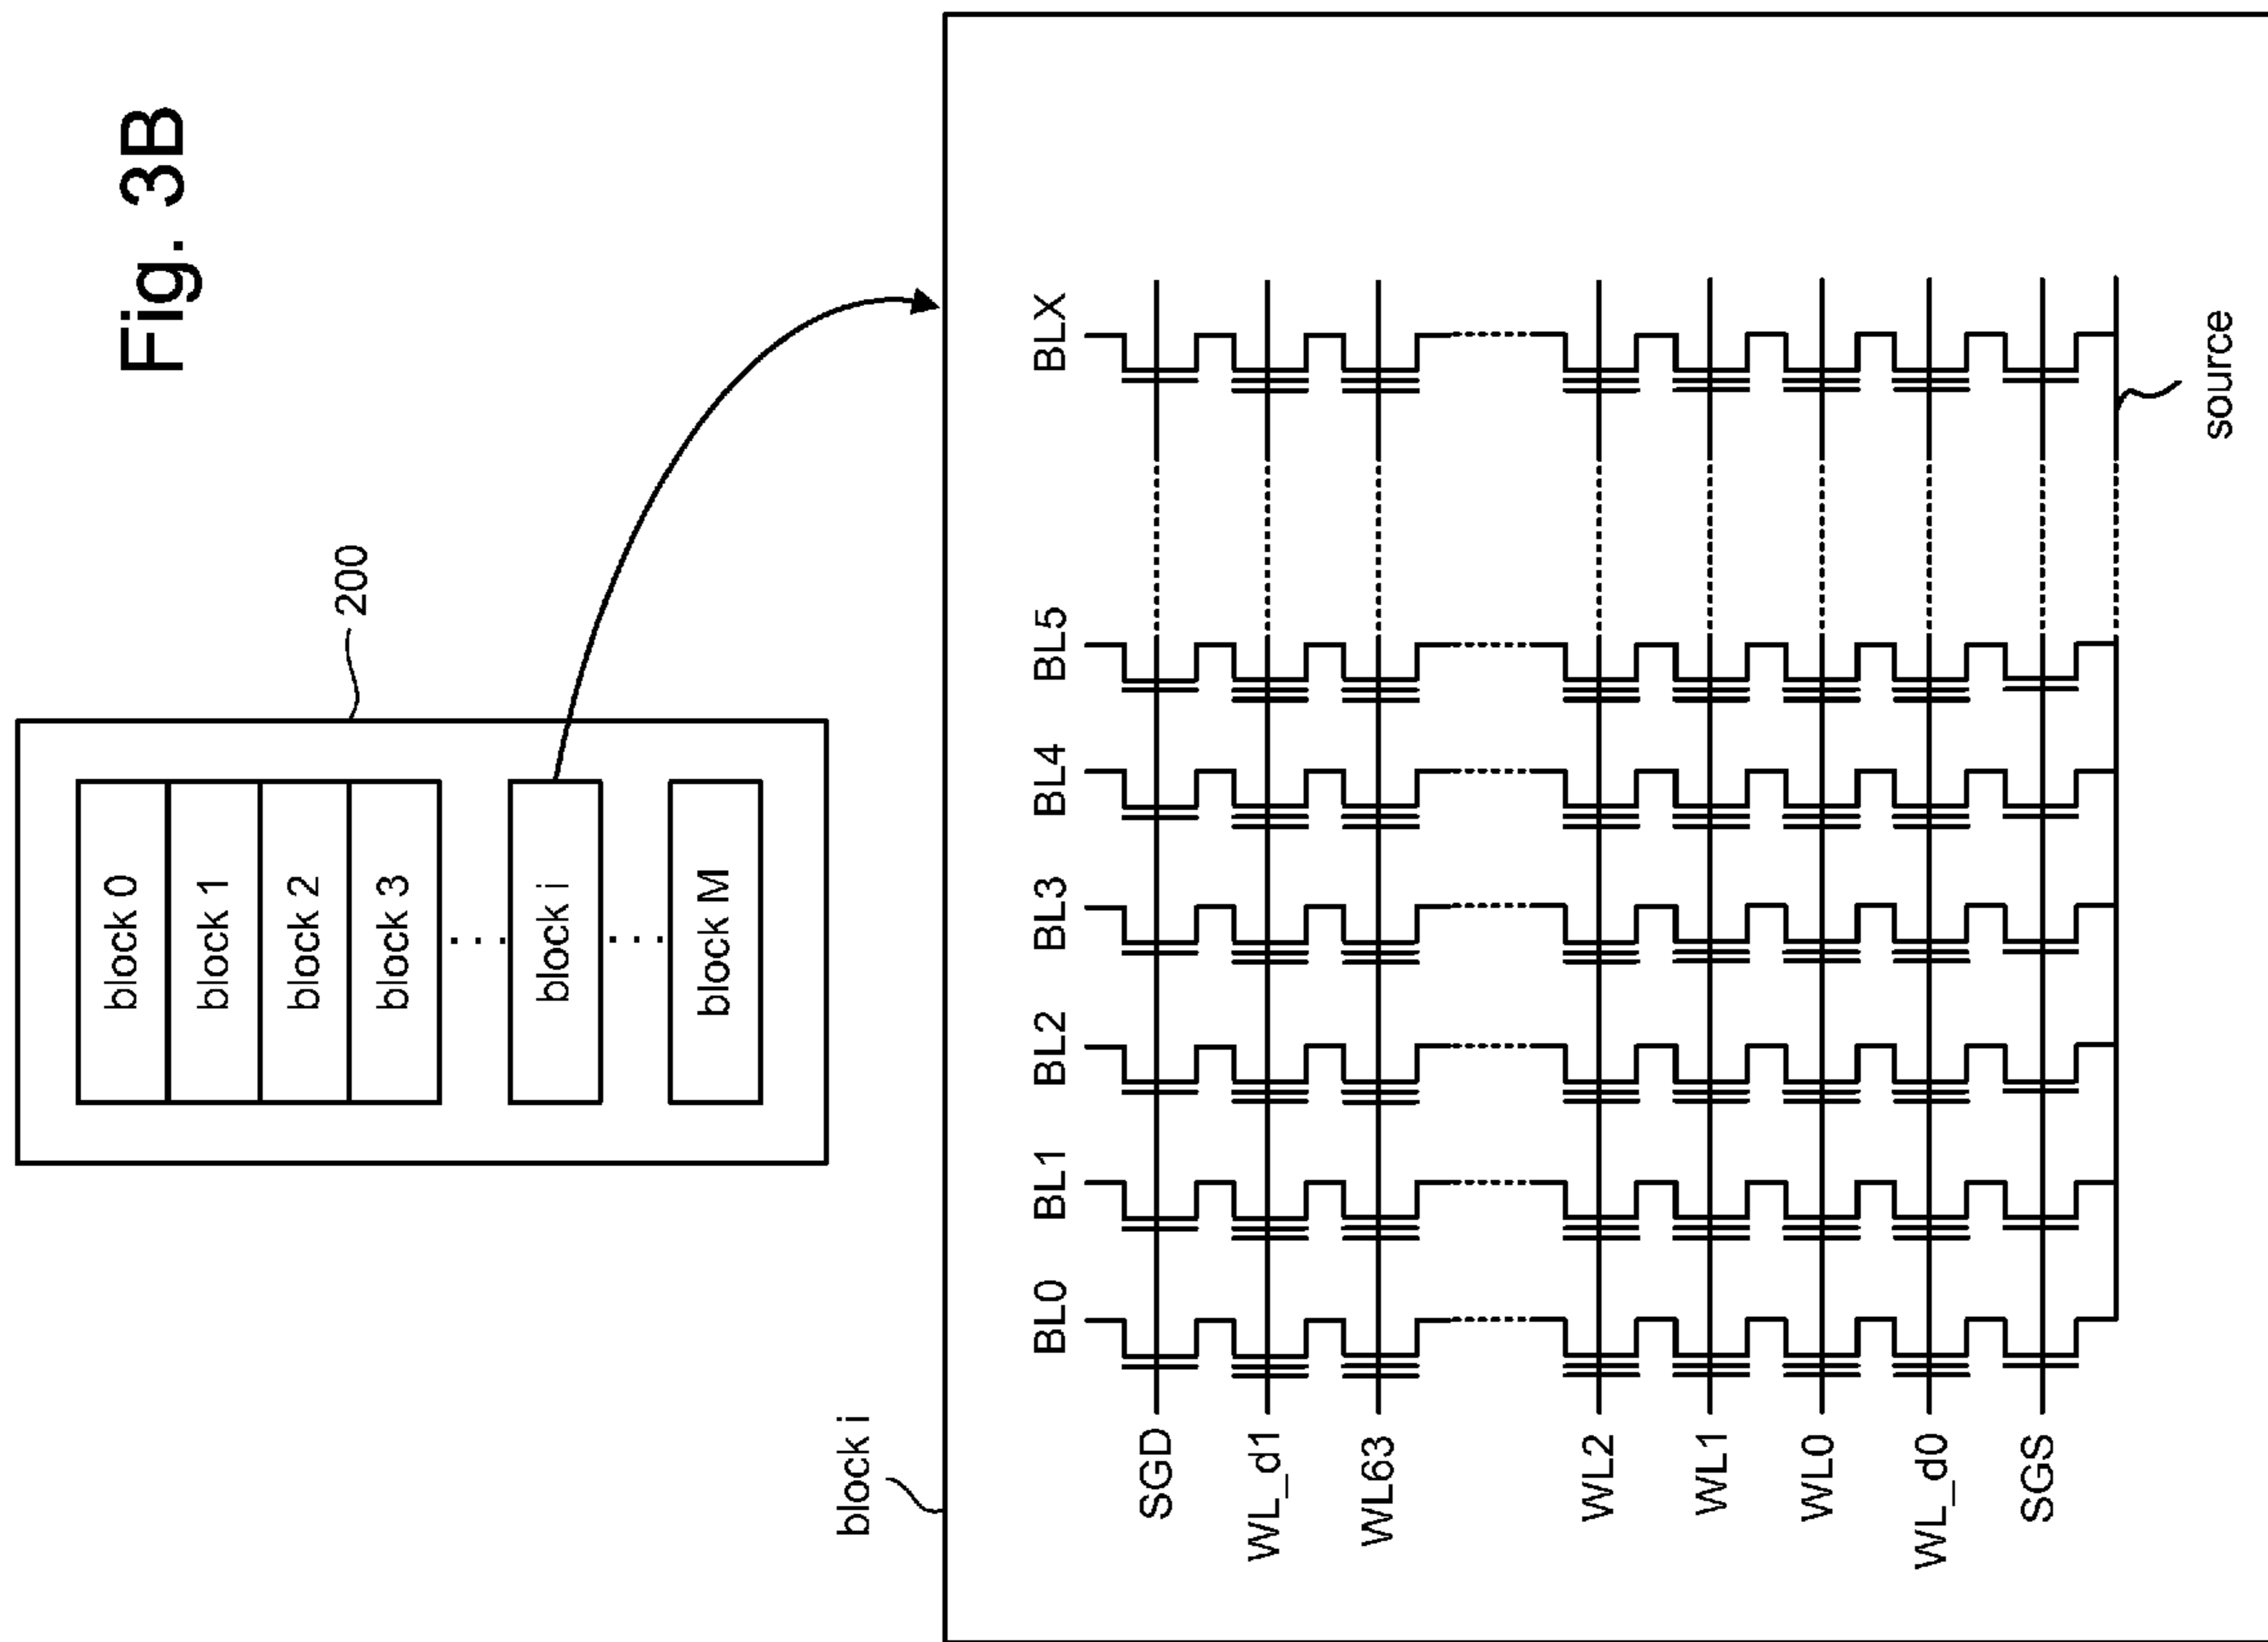 Fig. 3B
200
block 0
block 1
block 2
block 3
block i
block M
block i
BL0 BL1 BL2 BL3 BL4 BL5 BLX
SGD
WL_d1
WL63
WL2
WL1
WL0
WL_d0
SGS
source